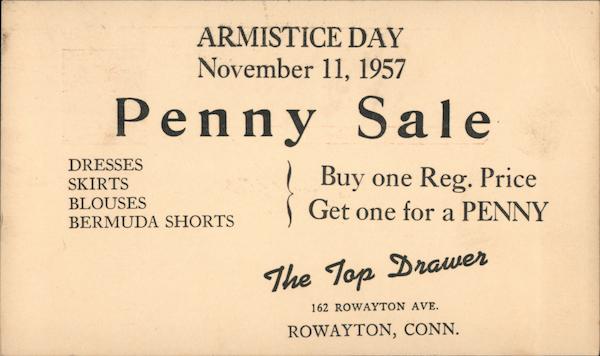 ARMISTICE DAY
November 11, 1957
Penny Sale
DRESSES
SKIRTS
BLOUSES
BERMUDA SHORTS
Buy one Reg. Price
Get one for a PENNY
The Top Drawer
162 ROWAYTON AVE.
ROWAYTON, CONN.